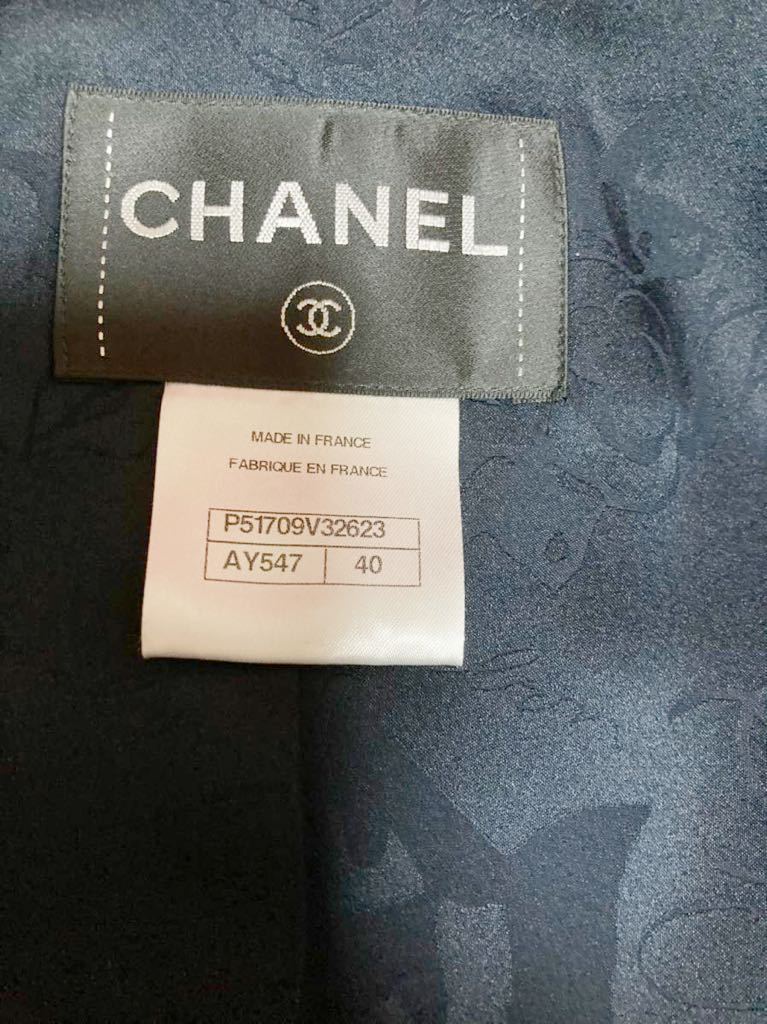 CHANEL
MADE IN FRANCE
FABRIQUE EN FRANCE
P51709V32623
AY547 40